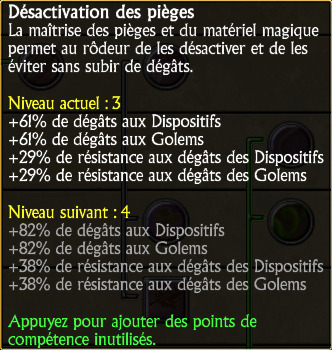 Désactivation des pièges
La maîtrise des pièges et du matériel magique
permet au rôdeur de les désactiver et de les
éviter sans subir de dégâts.
Niveau actuel : 3
+61% de dégâts aux Dispositifs
+61% de dégâts aux Golems
+29% de résistance aux dégâts des Dispositifs
+29% de résistance aux dégâts des Golems
Niveau suivant : 4
+82% de dégâts aux Dispositifs
+82% de dégâts aux Golems
+38% de résistance aux dégâts des Dispositifs
+38% de résistance aux dégâts des Golems
Appuyez pour ajouter des points de
compétence inutilisés.